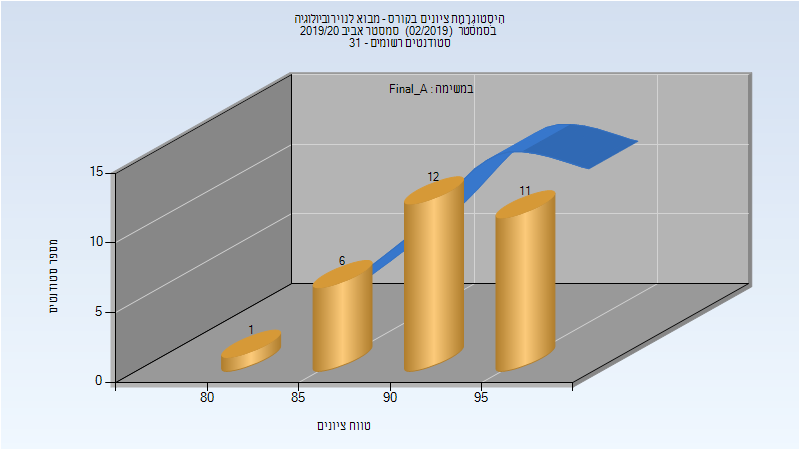 היסטוגרמת ציונים בקורס - מבוא לנוירוביולוגיה
בסמסטר (02/2019) סמסטר אביב 2019/20
סטודנטים רשומים - 31
במשימה : Final_A
15
10
5
0
מספר סטודנטים
1
6
12
11
80
85
90
95
טווח ציונים